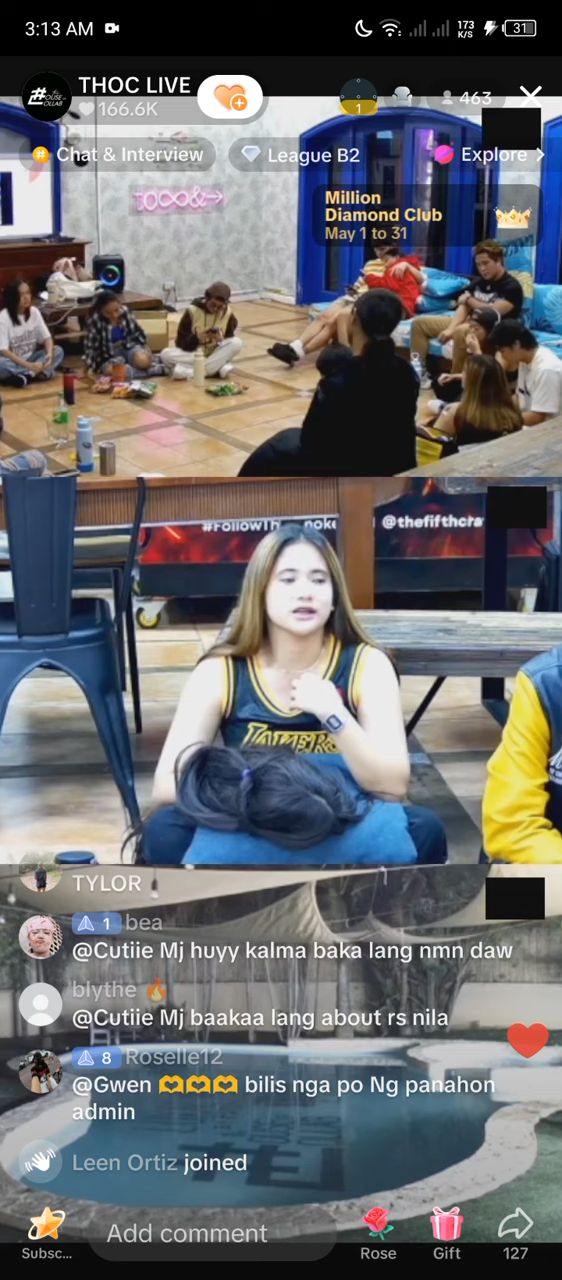 3:13 AM
173
K/S
31
THOC LIVE
166.6K
1
463
Chat & Interview
League B2
Explore
Million
Diamond Club
May 1 to 31
@thefifthcra
TYLOR
1 bea
@Cutiie Mj huyy kalma baka lang nmn daw
blythe 🔥
@Cutiie Mj baakaa lang about rs nila
8 Roselle12
@Gwen 🫶🫶🫶 bilis nga po Ng panahon
admin
Leen Ortiz joined
Subsc...
Add comment
Rose
Gift
127